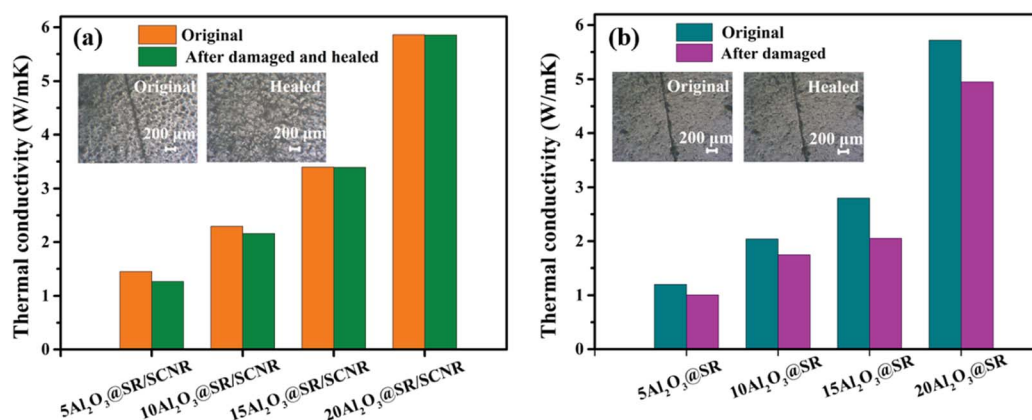 (a)
Original
After damaged and healed
Original
200 μm
Healed
200 μm
Thermal conductivity (W/mK)
6
5
4
3
2
1
0
5Al₂O₃@SR/SCNR
10Al₂O₃@SR/SCNR
15Al₂O₃@SR/SCNR
20Al₂O₃@SR/SCNR
(b)
Original
After damaged
Original
200 μm
Healed
200 μm
Thermal conductivity (W/mK)
6
5
4
3
2
1
0
5Al₂O₃@SR
10Al₂O₃@SR
15Al₂O₃@SR
20Al₂O₃@SR